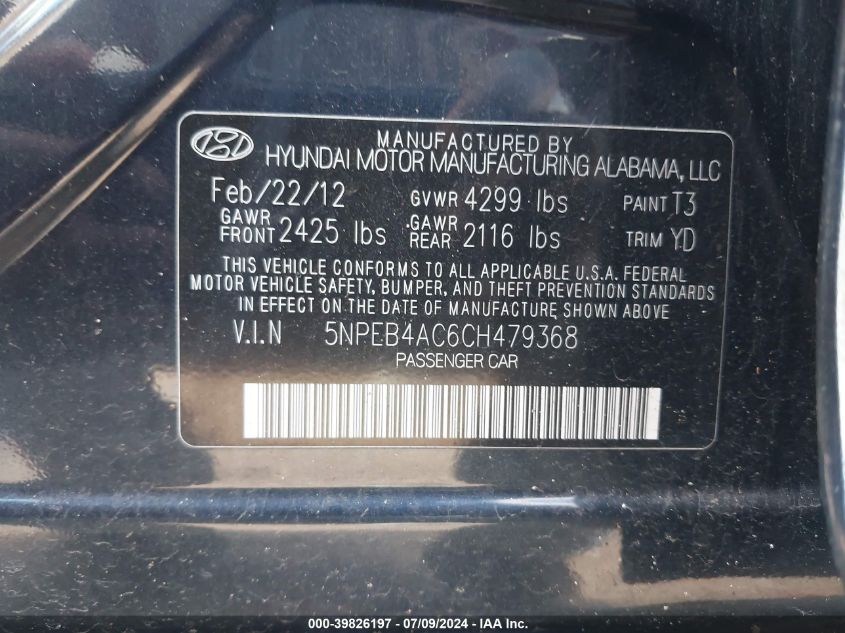 MANUFACTURED BY
HYUNDAI MOTOR MANUFACTURING ALABAMA, LLC
Feb/22/12 GVWR 4299 lbs PAINT T3
GAWR FRONT 2425 lbs GAWR REAR 2116 lbs TRIM YD
THIS VEHICLE CONFORMS TO ALL APPLICABLE U.S.A. FEDERAL
MOTOR VEHICLE SAFETY, BUMPER, AND THEFT PREVENTION STANDARDS
IN EFFECT ON THE DATE OF MANUFACTURE SHOWN ABOVE
V.I.N 5NPEB4AC6CH479368
PASSENGER CAR
000-39826197 - 07/09/2024 - IAA Inc.